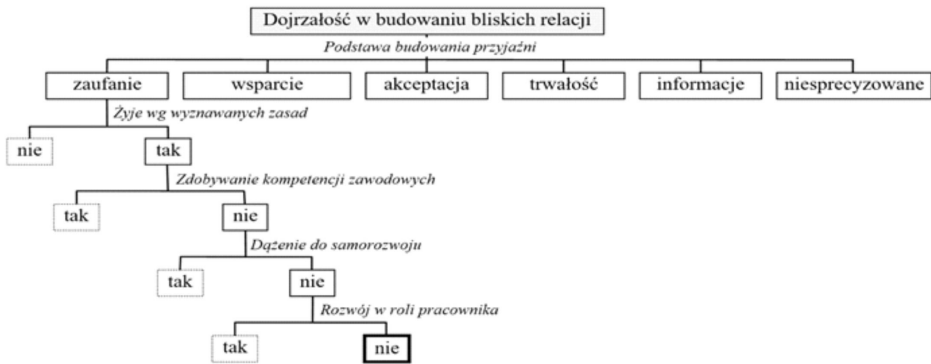 Dojrzałość w budowaniu bliskich relacji
Podstawa budowania przyjaźni
zaufanie wsparcie akceptacja trwałość informacje niesprecyzowane
Żyje wg wyznawanych zasad
nie tak
Zdobywanie kompetencji zawodowych
tak nie
Dążenie do samorozwoju
tak nie
Rozwój w roli pracownika
tak nie